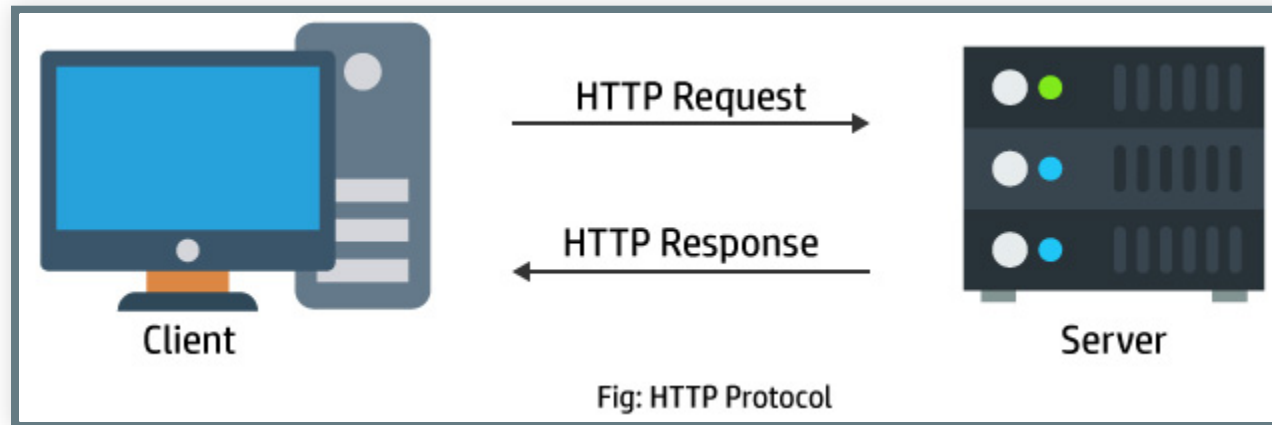 HTTP Request
HTTP Response
Client
Server
Fig: HTTP Protocol